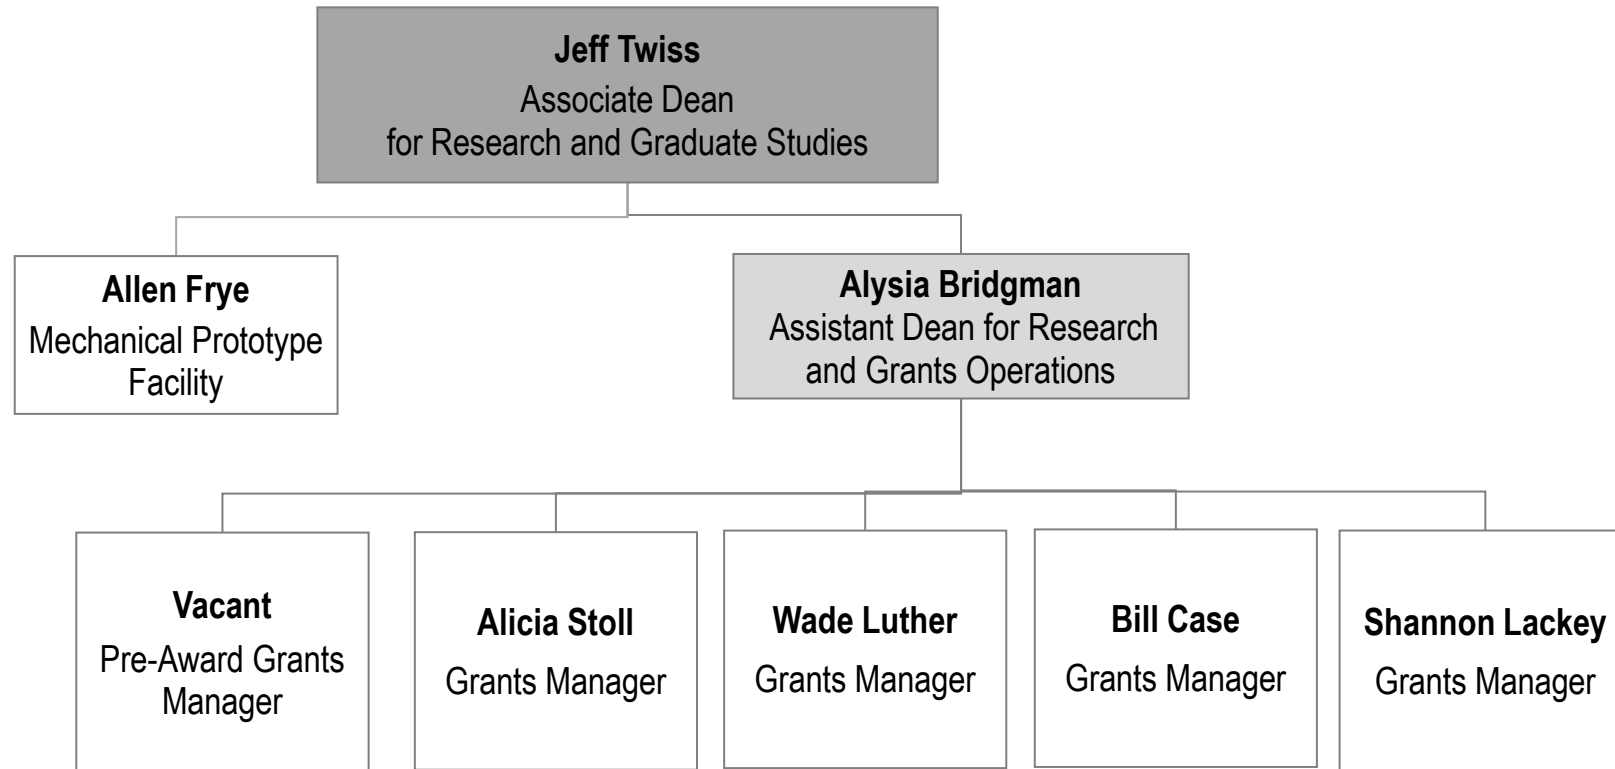 Jeff Twiss
Associate Dean
for Research and Graduate Studies
Allen Frye
Mechanical Prototype
Facility
Alysia Bridgman
Assistant Dean for Research
and Grants Operations
Vacant
Pre-Award Grants
Manager
Alicia Stoll
Grants Manager
Wade Luther
Grants Manager
Bill Case
Grants Manager
Shannon Lackey
Grants Manager